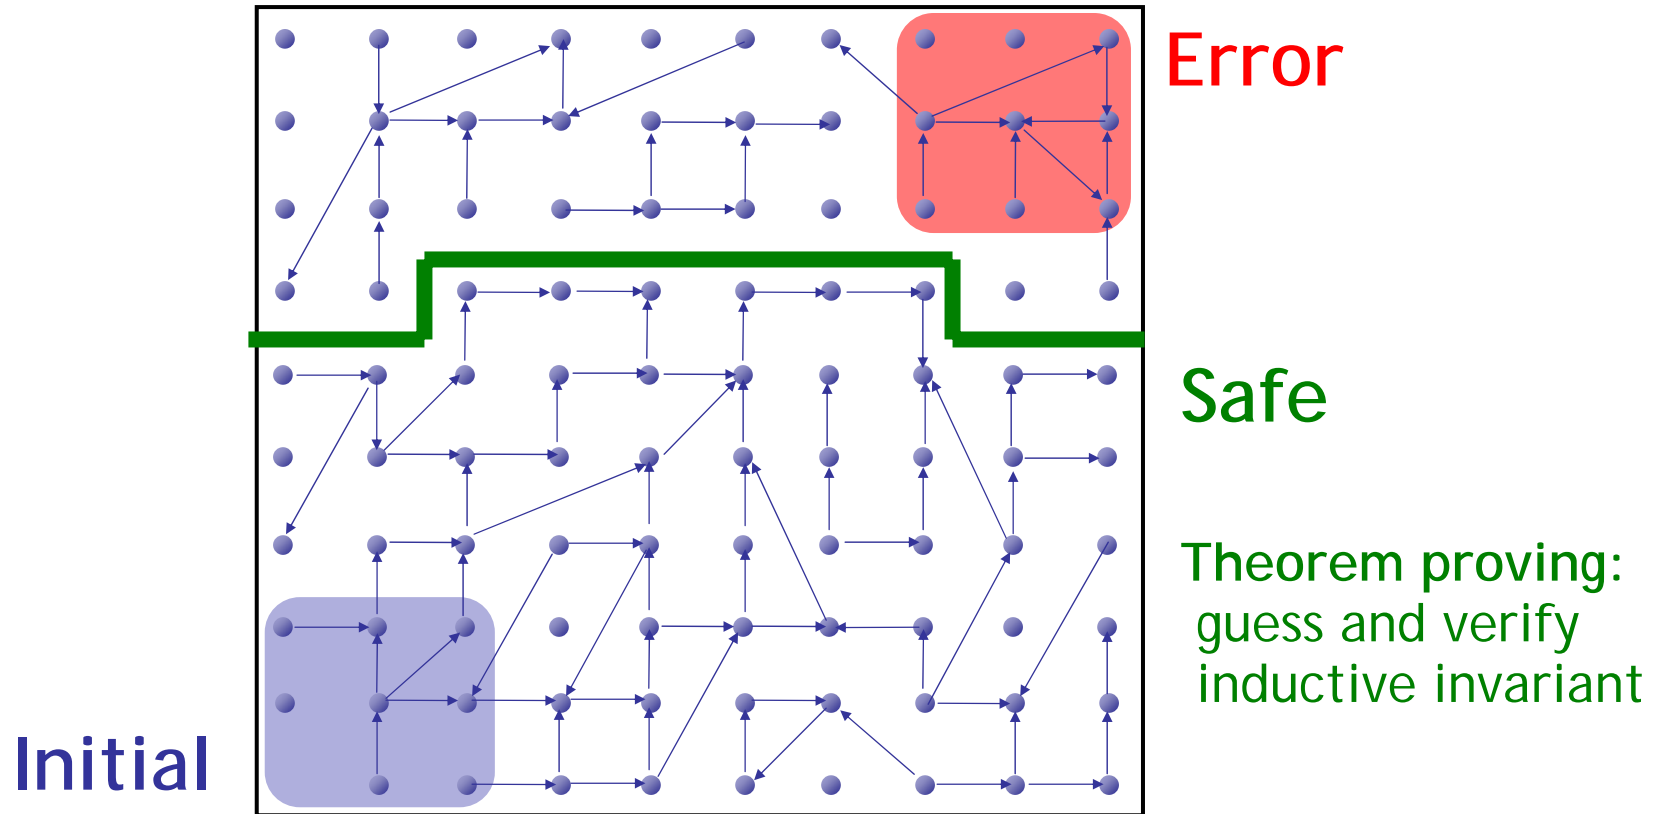 Error
Safe
Theorem proving:
guess and verify
inductive invariant
Initial